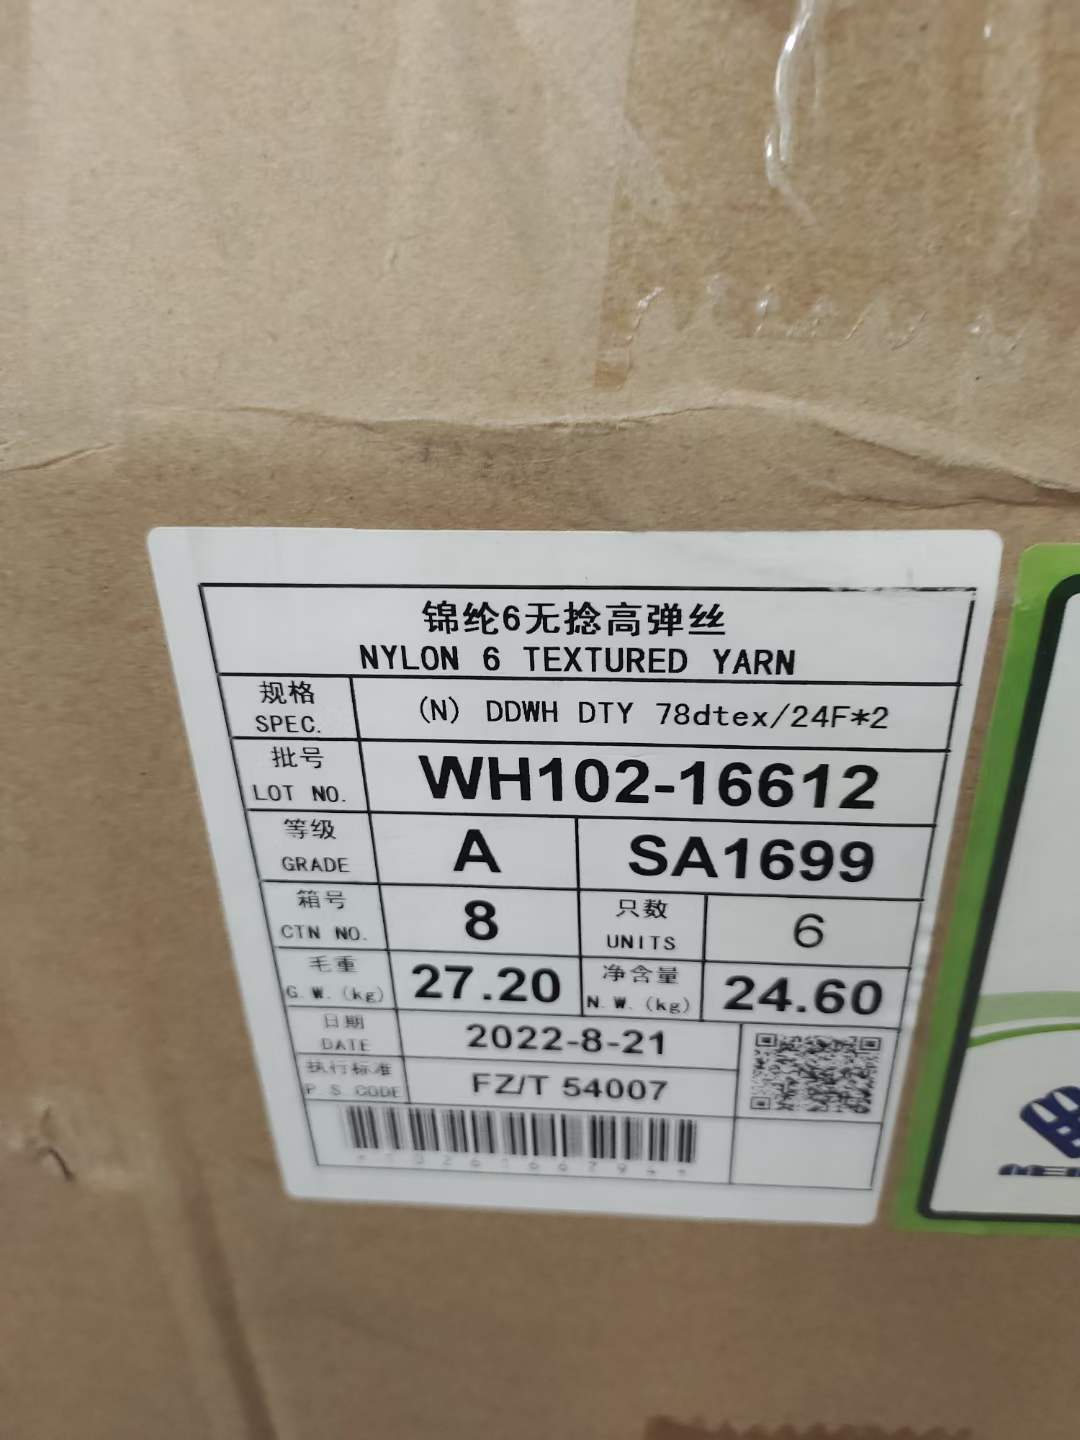 锦纶6无捻高弹丝
NYLON 6 TEXTURED YARN
规格
SPEC.
(N) DDWH DTY 78dtex/24F*2
批号
LOT NO.
WH102-16612
等级
GRADE
A
SA1699
箱号
CTN NO.
8
只数
UNITS
6
毛重
G.W.(kg)
27.20
净含量
N.W.(kg)
24.60
日期
DATE
2022-8-21
执行标准
P S CODE
FZ/T 54007